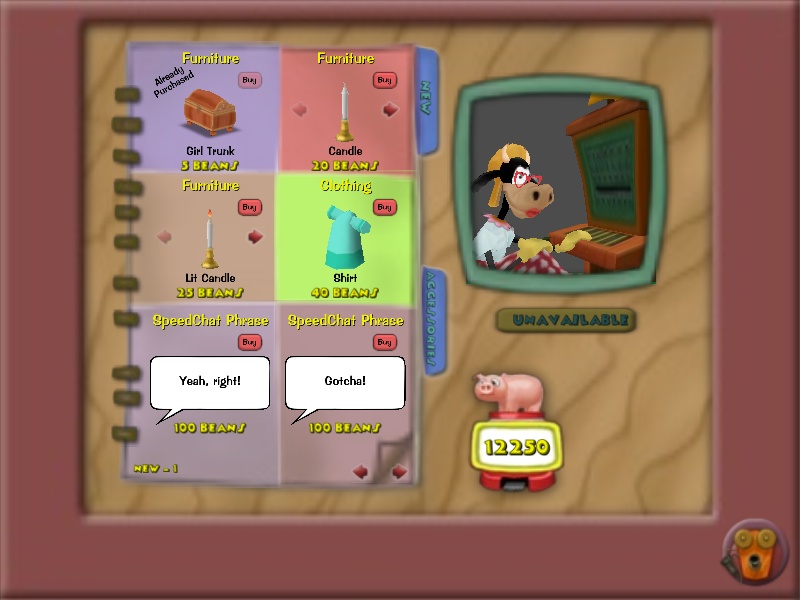 Furniture
Already
Purchased
Buy
Girl Trunk
5 BEANS
Furniture
Buy
Candle
20 BEANS
Furniture
Buy
Lit Candle
25 BEANS
Clothing
Buy
Shirt
40 BEANS
SpeedChat Phrase
Buy
Yeah, right!
100 BEANS
SpeedChat Phrase
Buy
Gotcha!
100 BEANS
NEW - 1
NEW
ACCESSORIES
UNAVAILABLE
12250